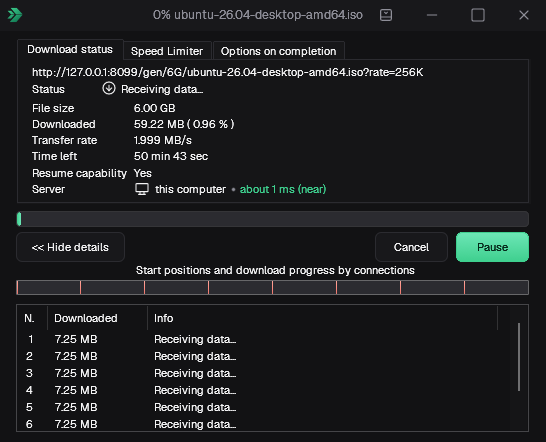 0% ubuntu-26.04-desktop-amd64.iso
Download status Speed Limiter Options on completion
http://127.0.0.1:8099/gen/6G/ubuntu-26.04-desktop-amd64.iso?rate=256K
Status Receiving data...
File size 6.00 GB
Downloaded 59.22 MB ( 0.96 % )
Transfer rate 1.999 MB/s
Time left 50 min 43 sec
Resume capability Yes
Server this computer • about 1 ms (near)
<< Hide details Cancel Pause
Start positions and download progress by connections
N. Downloaded Info
1 7.25 MB Receiving data...
2 7.25 MB Receiving data...
3 7.25 MB Receiving data...
4 7.25 MB Receiving data...
5 7.25 MB Receiving data...
6 7.25 MB Receiving data...